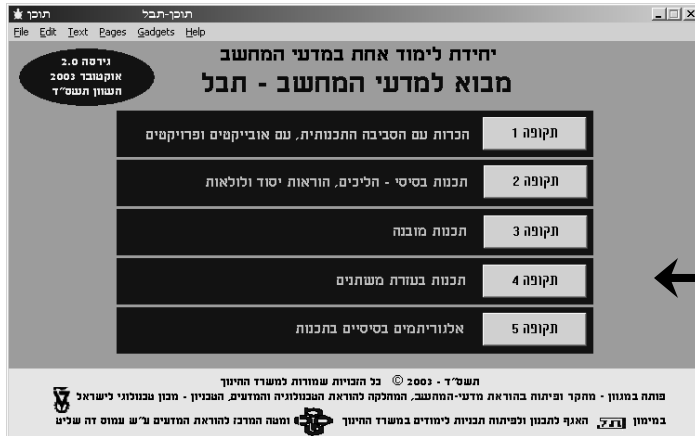 תוכן-תבל תוכן
File Edit Text Pages Gadgets Help
יחידת לימוד אחת במדעי המחשב
מבוא למדעי המחשב - תבל
גירסה 2.0
אוקטובר 2003
חשוון תשס״ד
תקופה 1 הכרות עם הסביבה התכנותית, עם אובייקטים ופרויקטים
תקופה 2 תכנות בסיסי - הליכים, הוראות יסוד ולולאות
תקופה 3 תכנות מובנה
תקופה 4 תכנות בעזרת משתנים
תקופה 5 אלגוריתמים בסיסיים בתכנות
תשס״ד - 2003 © כל הזכויות שמורות למשרד החינוך
פותח במגוון - מחקר ופיתוח בהוראת מדעי-המחשב, המחלקה להוראת הטכנולוגיה והמדעים, הטכניון - מכון טכנולוגי לישראל
במימון האגף לתכנון ולפיתוח תכניות לימודים במשרד החינוך ומטה המרכז להוראת המדעים ע״ש עמוס דה שליט